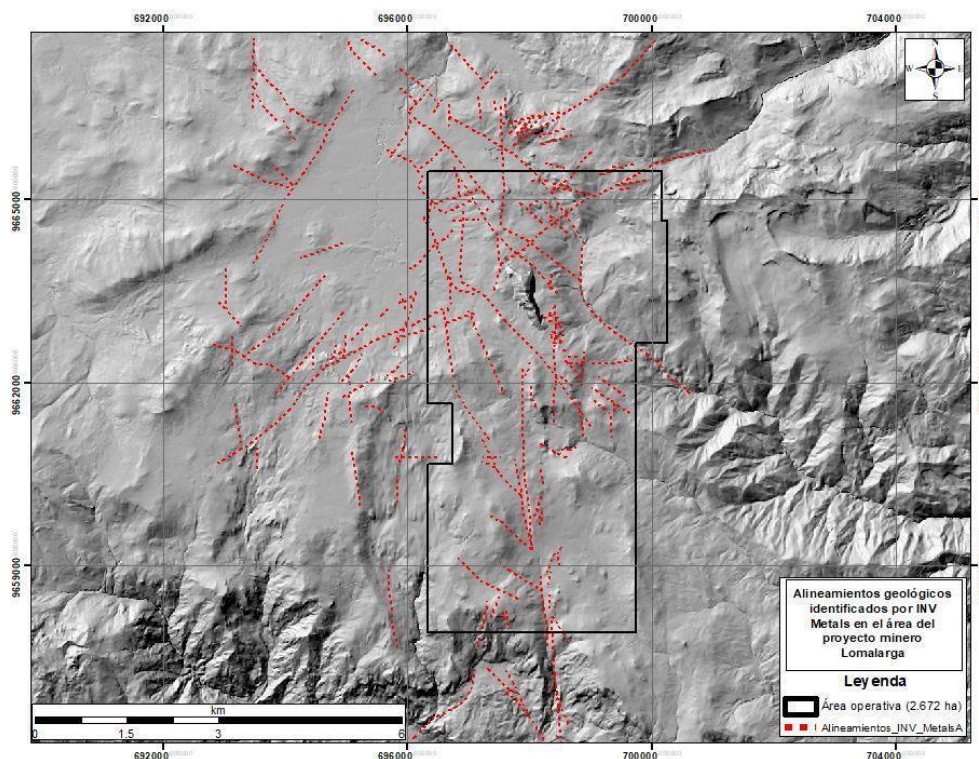 692000
696000
700000
704000
N
W E
S
9665000
9662000
9659000
Alineamientos geológicos
identificados por INV
Metals en el área del
proyecto minero
Lomalarga
Leyenda
Área operativa (2.672 ha)
Alineamientos_INV_MetalsA
km
0 1.5 3 6
692000
696000
700000
704000